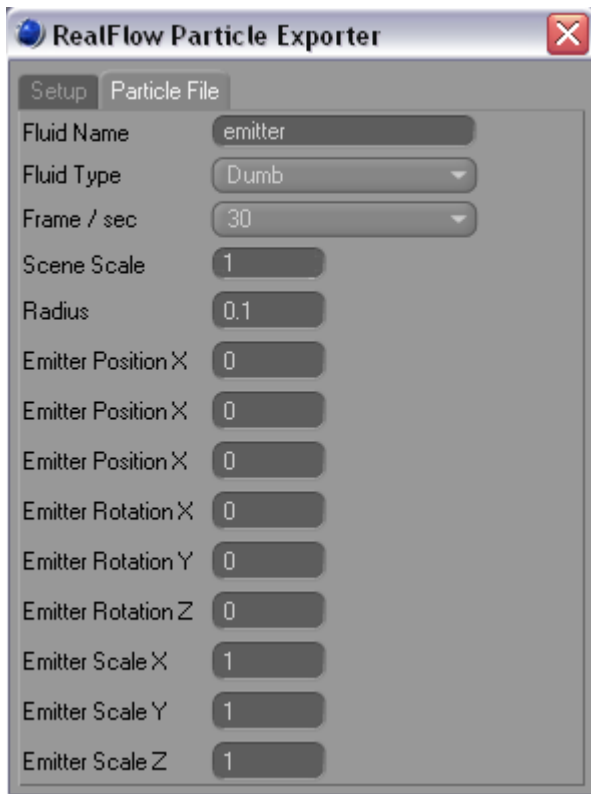 RealFlow Particle Exporter
Setup Particle File
Fluid Name emitter
Fluid Type Dumb
Frame / sec 30
Scene Scale 1
Radius 0.1
Emitter Position X 0
Emitter Position X 0
Emitter Position X 0
Emitter Rotation X 0
Emitter Rotation Y 0
Emitter Rotation Z 0
Emitter Scale X 1
Emitter Scale Y 1
Emitter Scale Z 1